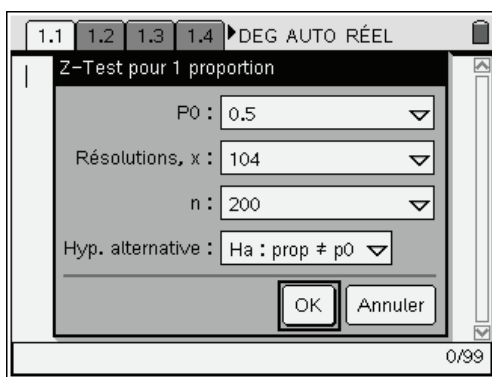 1.1 1.2 1.3 1.4 DEG AUTO RÉEL
Z-Test pour 1 proportion
P0 : 0.5
Résolutions, x : 104
n : 200
Hyp. alternative : Ha : prop ≠ p0
OK Annuler
0/99